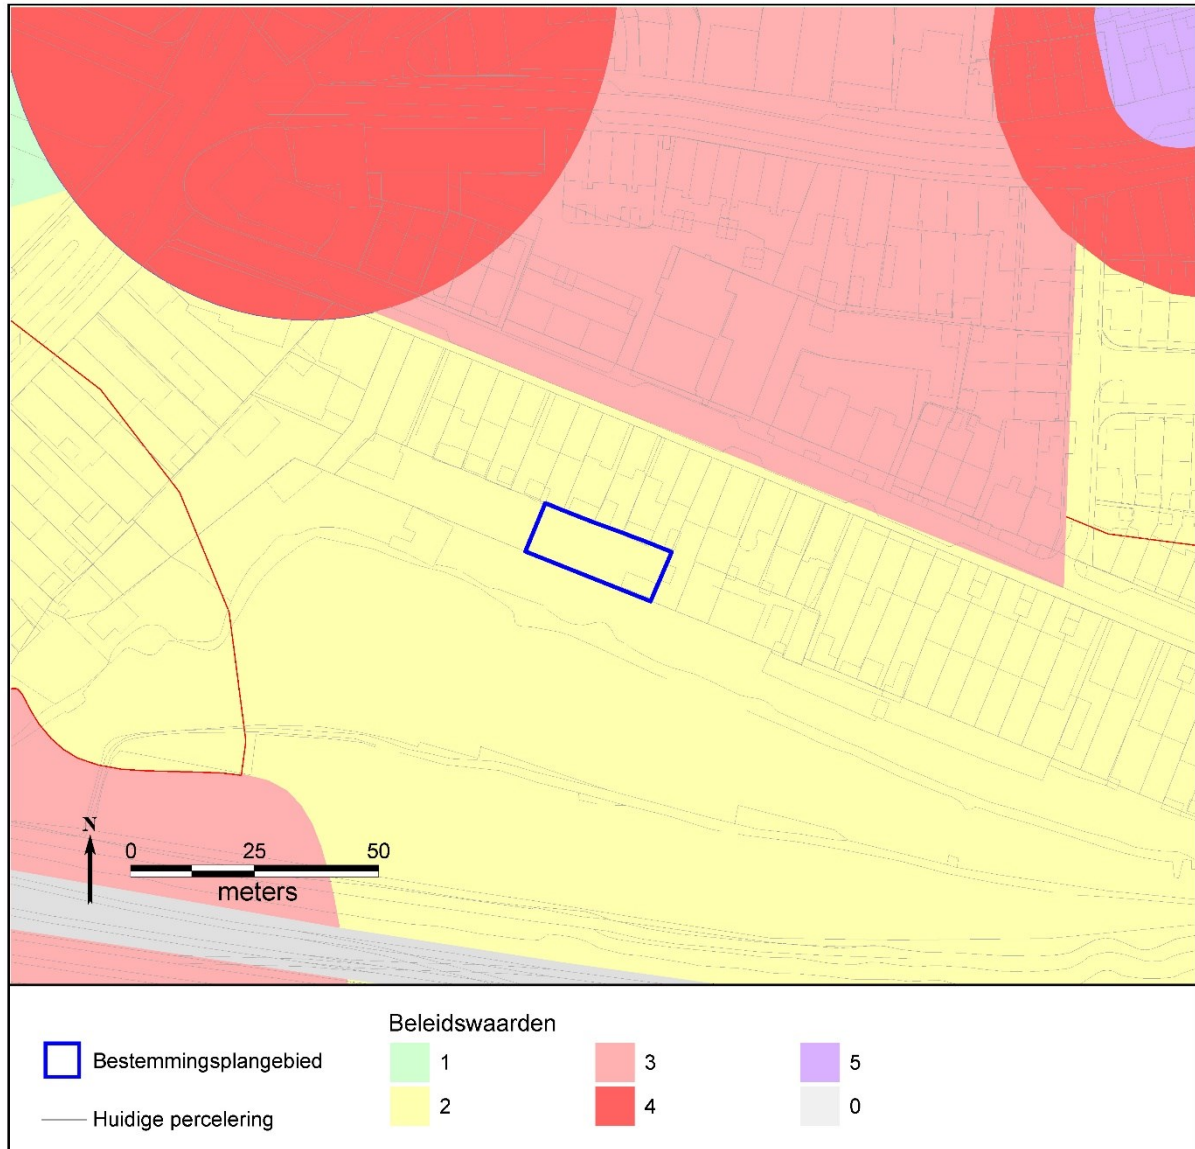 N
0 25 50
meters
Beleidswaarden
Bestemmingsplangebied
1 3 5
Huidige percelering
2 4 0